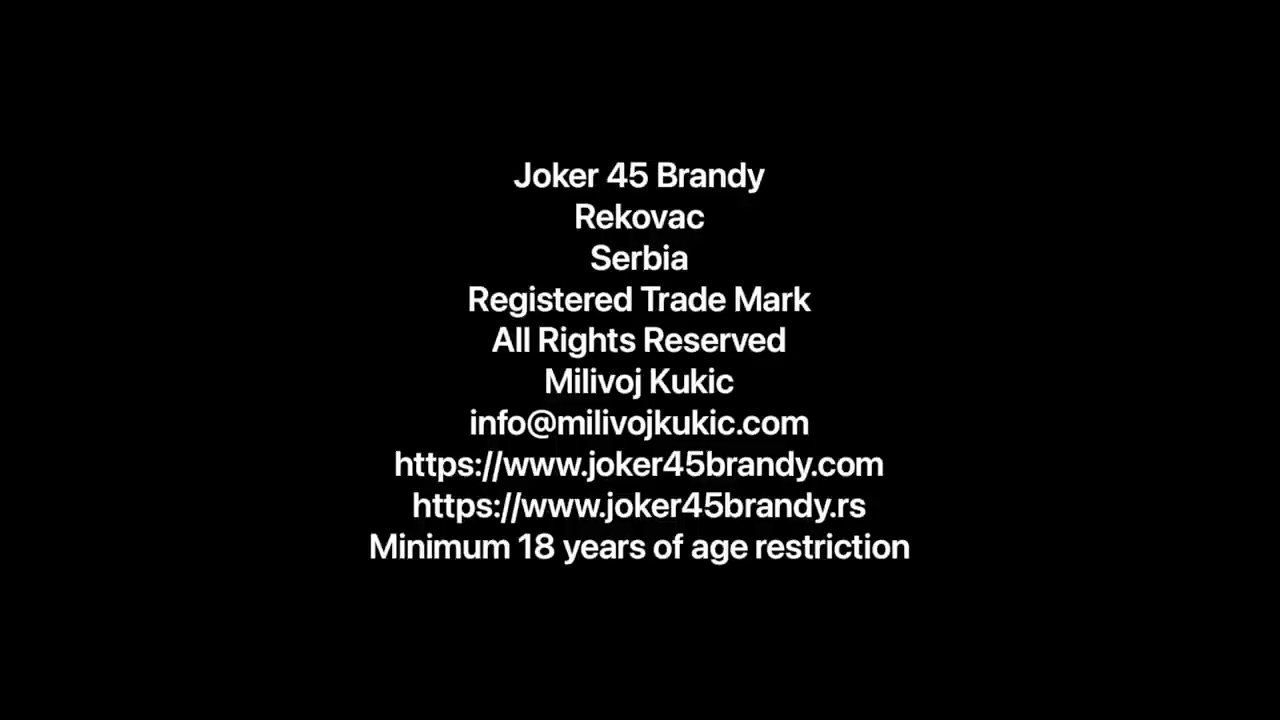 Joker 45 Brandy
Rekovac
Serbia
Registered Trade Mark
All Rights Reserved
Milivoj Kukic
info@milivojkukic.com
https://www.joker45brandy.com
https://www.joker45brandy.rs
Minimum 18 years of age restriction